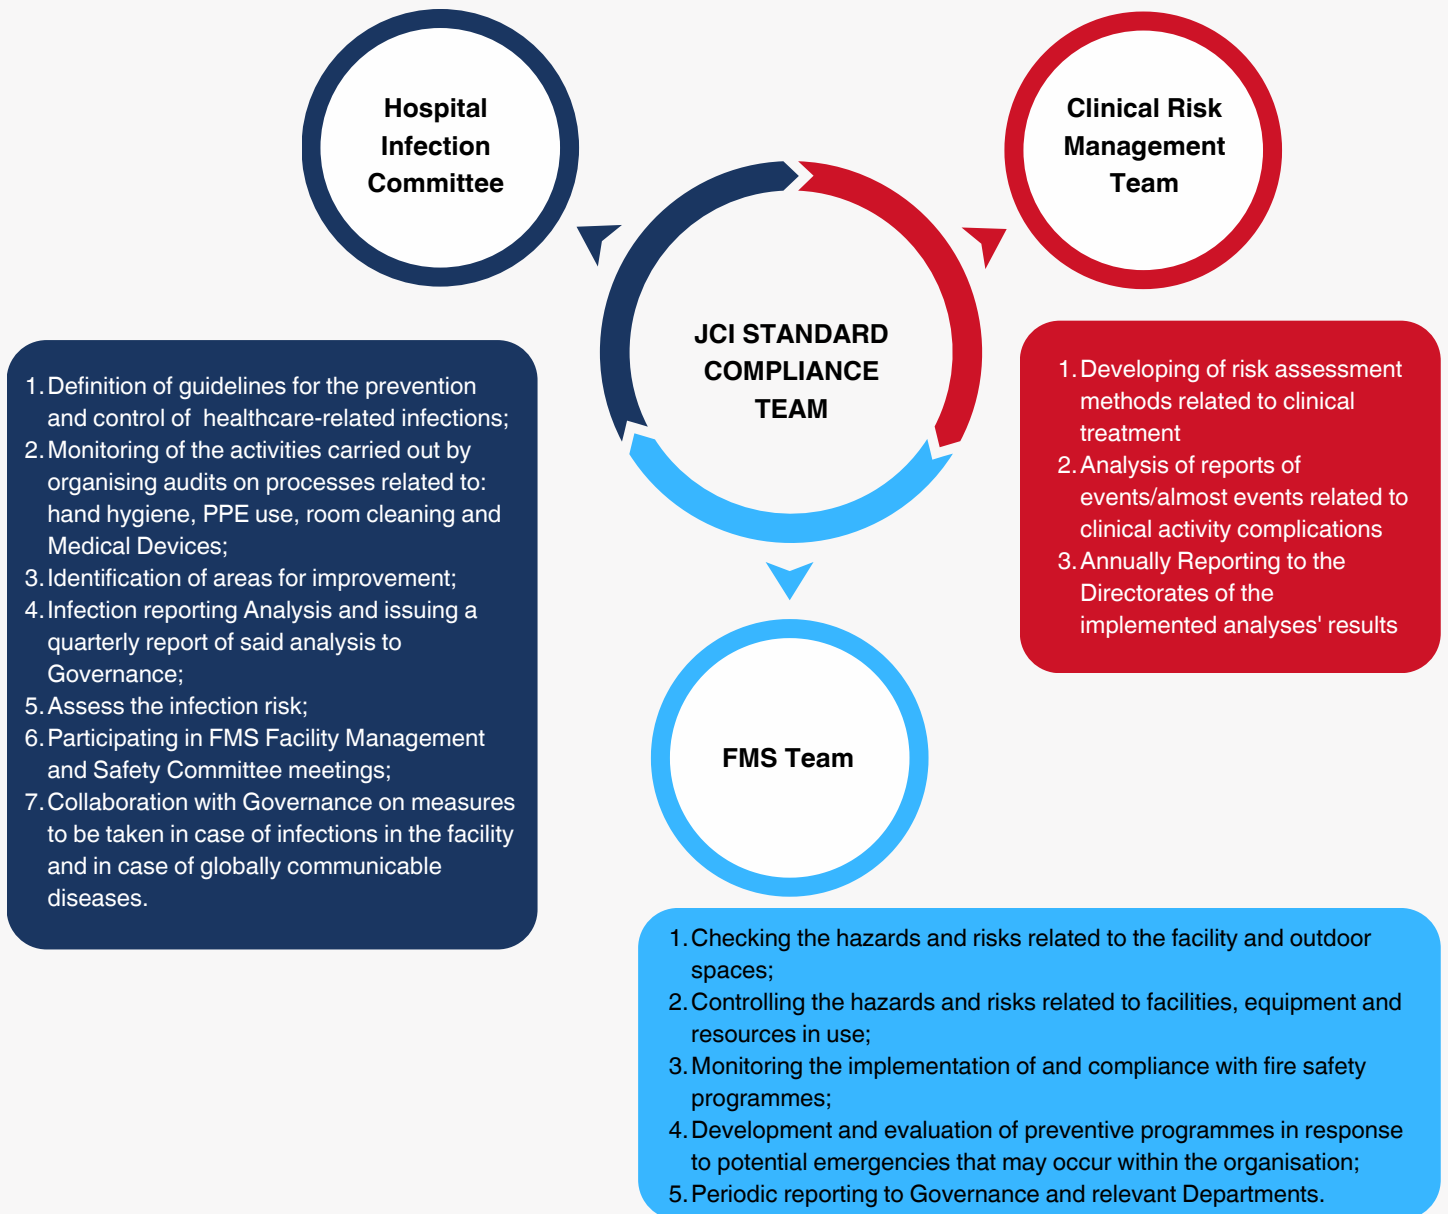 Hospital
Infection
Committee
Clinical Risk
Management
Team
JCI STANDARD
COMPLIANCE
TEAM
1. Definition of guidelines for the prevention
and control of healthcare-related infections;
2. Monitoring of the activities carried out by
organising audits on processes related to:
hand hygiene, PPE use, room cleaning and
Medical Devices;
3. Identification of areas for improvement;
4. Infection reporting Analysis and issuing a
quarterly report of said analysis to
Governance;
5. Assess the infection risk;
6. Participating in FMS Facility Management
and Safety Committee meetings;
7. Collaboration with Governance on measures
to be taken in case of infections in the facility
and in case of globally communicable
diseases.
1. Developing of risk assessment
methods related to clinical
treatment
2. Analysis of reports of
events/almost events related to
clinical activity complications
3. Annually Reporting to the
Directorates of the
implemented analyses' results
FMS Team
1. Checking the hazards and risks related to the facility and outdoor
spaces;
2. Controlling the hazards and risks related to facilities, equipment and
resources in use;
3. Monitoring the implementation of and compliance with fire safety
programmes;
4. Development and evaluation of preventive programmes in response
to potential emergencies that may occur within the organisation;
5. Periodic reporting to Governance and relevant Departments.